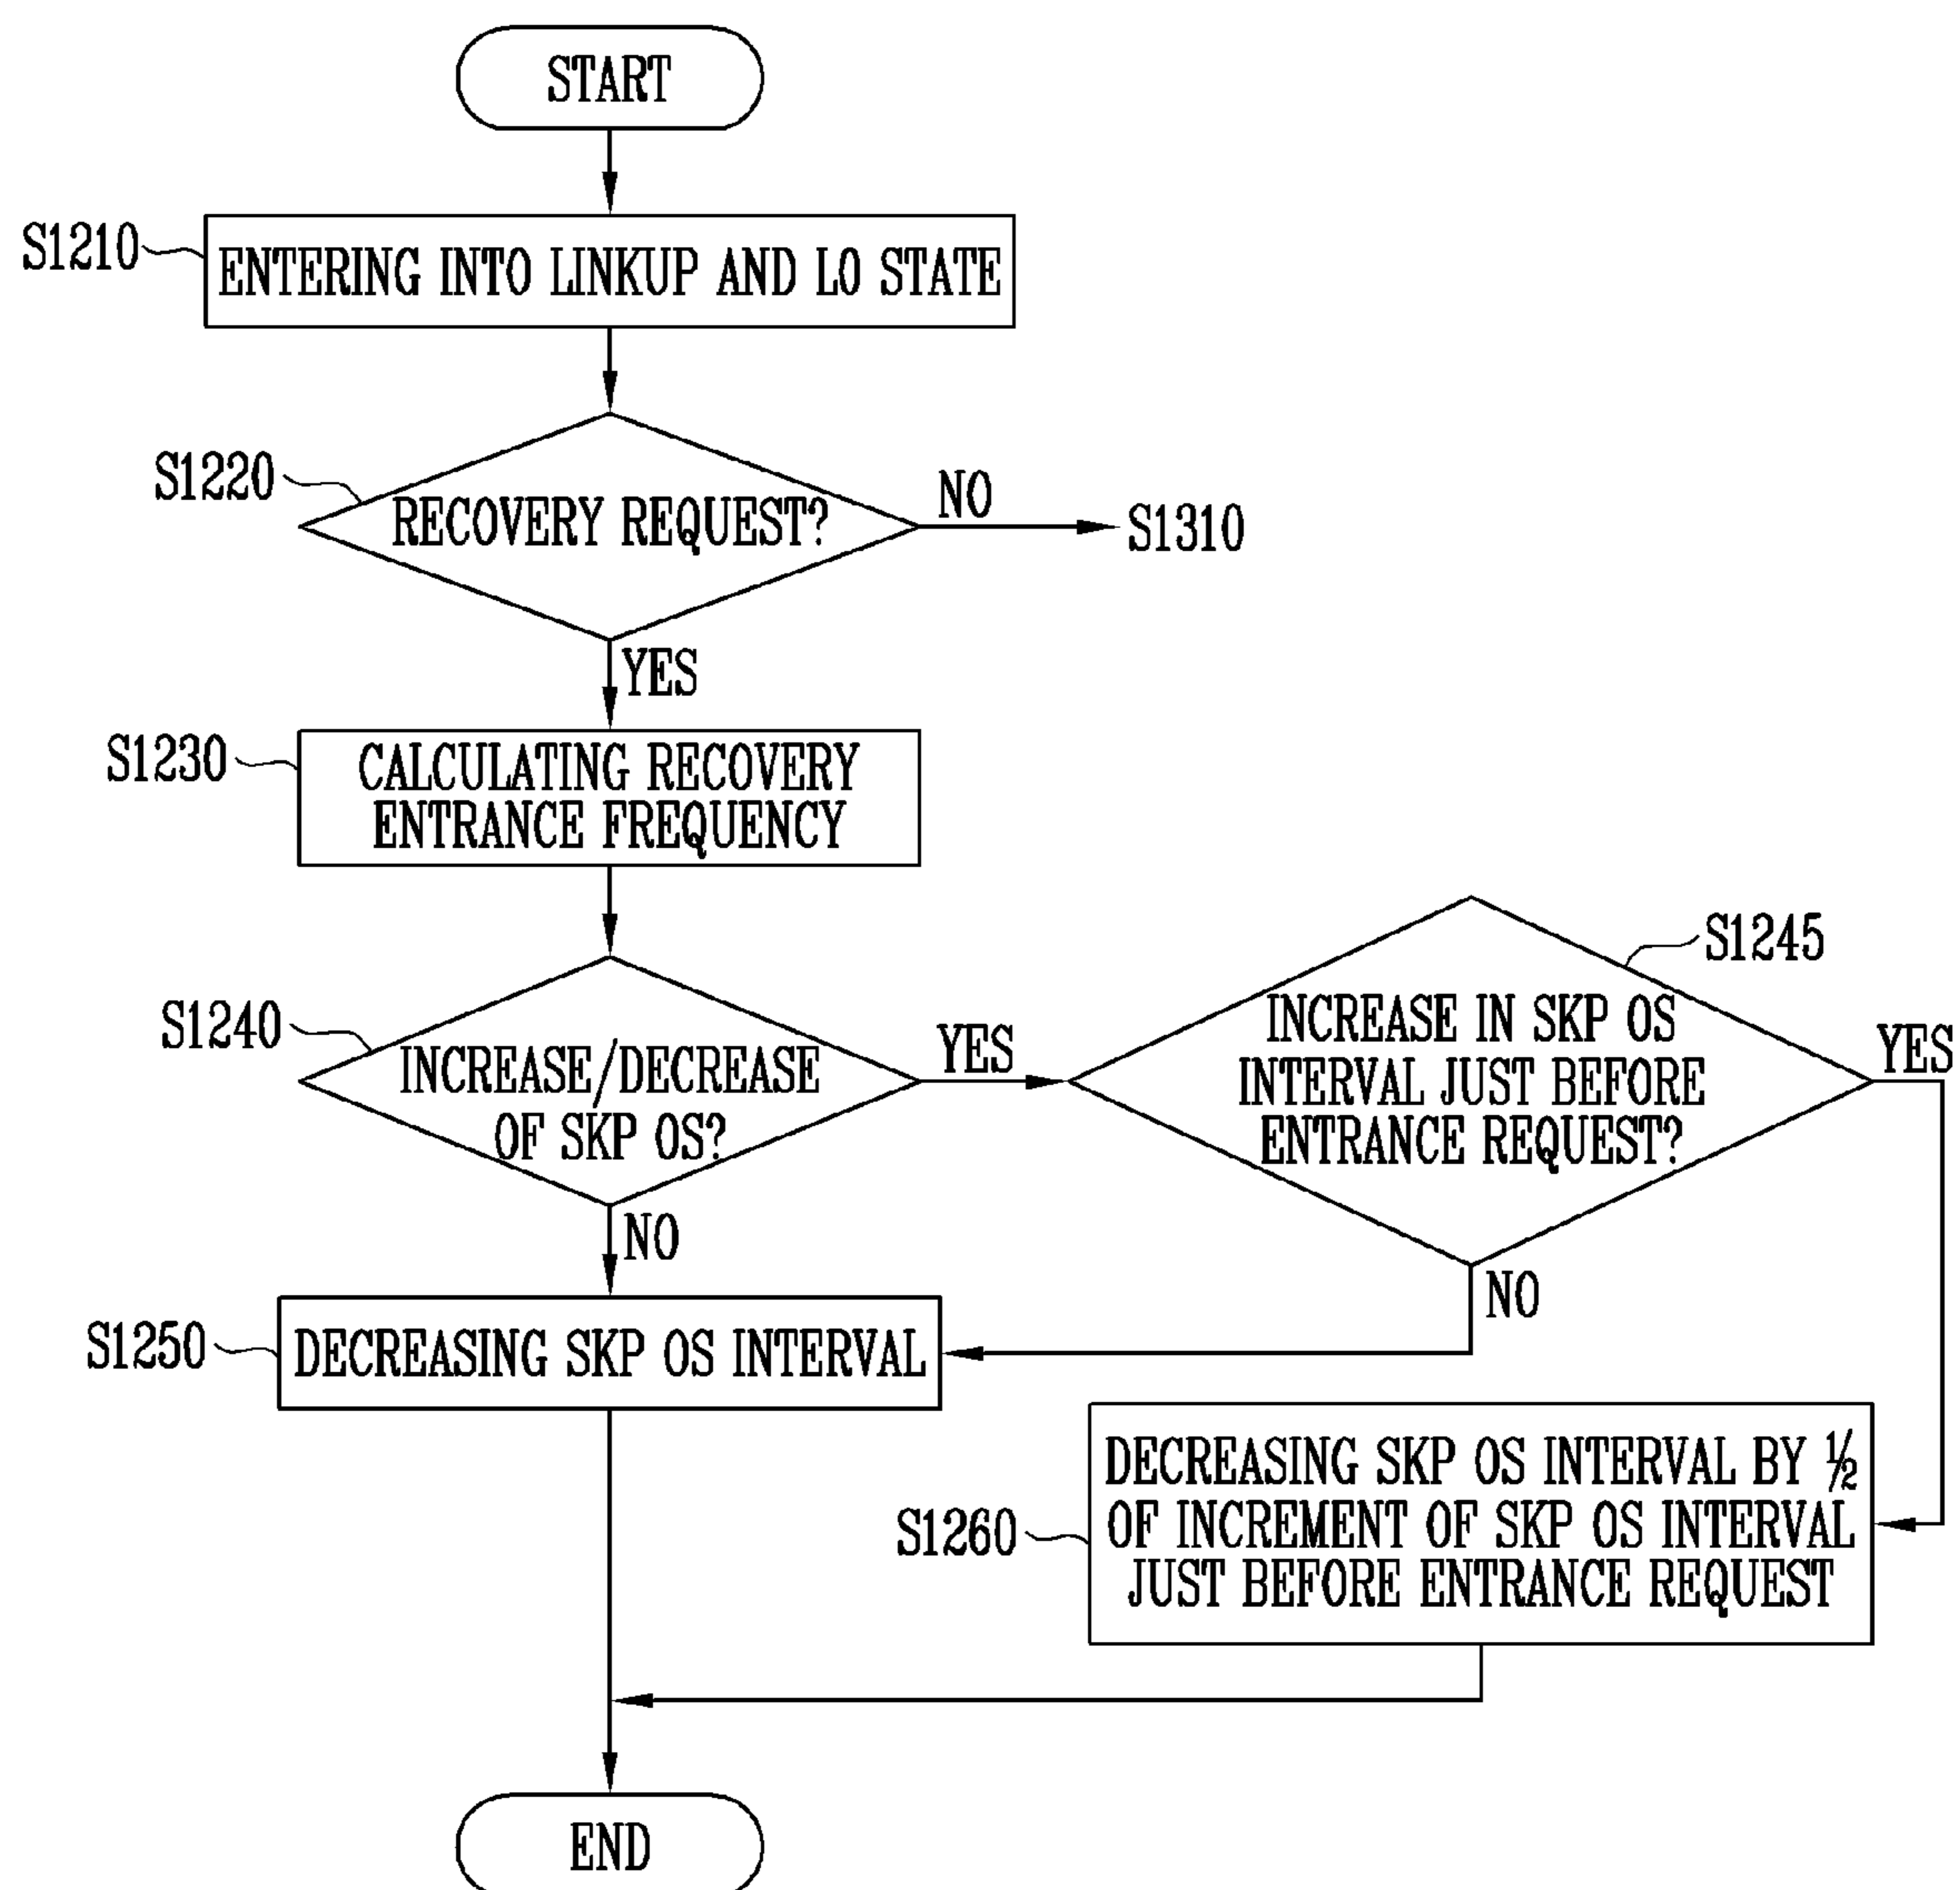 START
S1210
ENTERING INTO LINKUP AND L0 STATE
S1220
RECOVERY REQUEST?
NO
S1310
YES
S1230
CALCULATING RECOVERY
ENTRANCE FREQUENCY
S1240
INCREASE/DECREASE
OF SKP OS?
YES
S1245
INCREASE IN SKP OS
INTERVAL JUST BEFORE
ENTRANCE REQUEST?
YES
NO
NO
S1250
DECREASING SKP OS INTERVAL
S1260
DECREASING SKP OS INTERVAL BY ½
OF INCREMENT OF SKP OS INTERVAL
JUST BEFORE ENTRANCE REQUEST
END